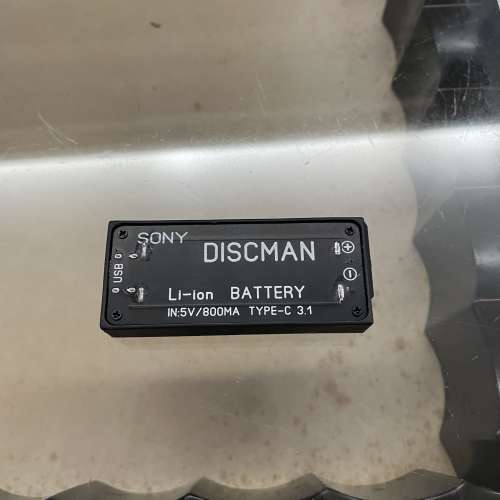 SONY
DISCMAN
USB
Li-ion BATTERY
IN:5V/800MA TYPE-C 3.1